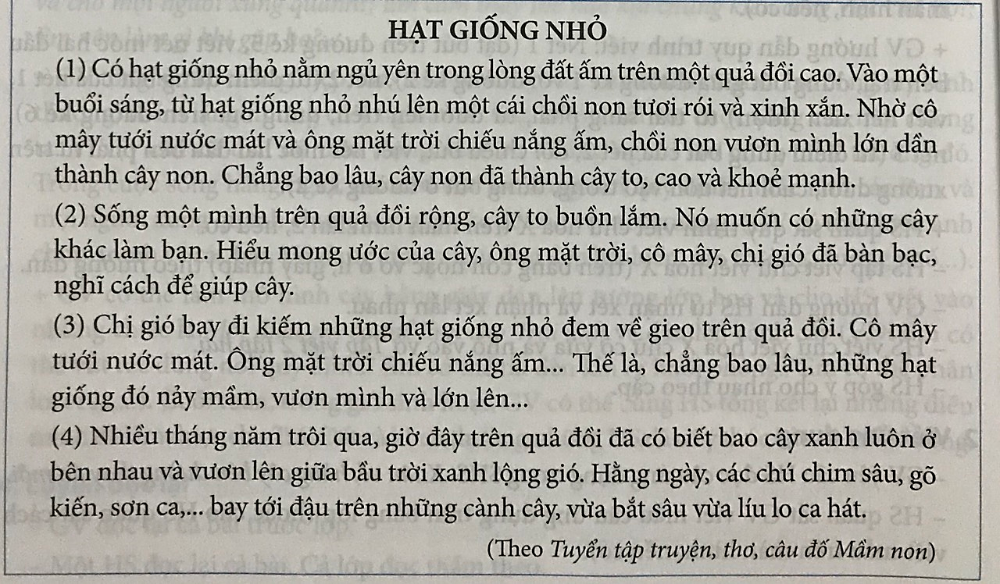 HẠT GIỐNG NHỎ
(1) Có hạt giống nhỏ nằm ngủ yên trong lòng đất ấm trên một quả đồi cao. Vào một
buổi sáng, từ hạt giống nhỏ nhú lên một cái chồi non tươi rói và xinh xắn. Nhờ cô
mây tưới nước mát và ông mặt trời chiếu nắng ấm, chồi non vươn mình lớn dần
thành cây non. Chẳng bao lâu, cây non đã thành cây to, cao và khoẻ mạnh.
(2) Sống một mình trên quả đồi rộng, cây to buồn lắm. Nó muốn có những cây
khác làm bạn. Hiểu mong ước của cây, ông mặt trời, cô mây, chị gió đã bàn bạc,
nghĩ cách để giúp cây.
(3) Chị gió bay đi kiếm những hạt giống nhỏ đem về gieo trên quả đồi. Cô mây
tưới nước mát. Ông mặt trời chiếu nắng ấm... Thế là, chẳng bao lâu, những hạt
giống đó nảy mầm, vươn mình và lớn lên...
(4) Nhiều tháng năm trôi qua, giờ đây trên quả đồi đã có biết bao cây xanh luôn ở
bên nhau và vươn lên giữa bầu trời xanh lộng gió. Hằng ngày, các chú chim sâu, gõ
kiến, sơn ca,... bay tới đậu trên những cành cây, vừa bắt sâu vừa líu lo ca hát.
(Theo Tuyển tập truyện, thơ, câu đố Mầm non)